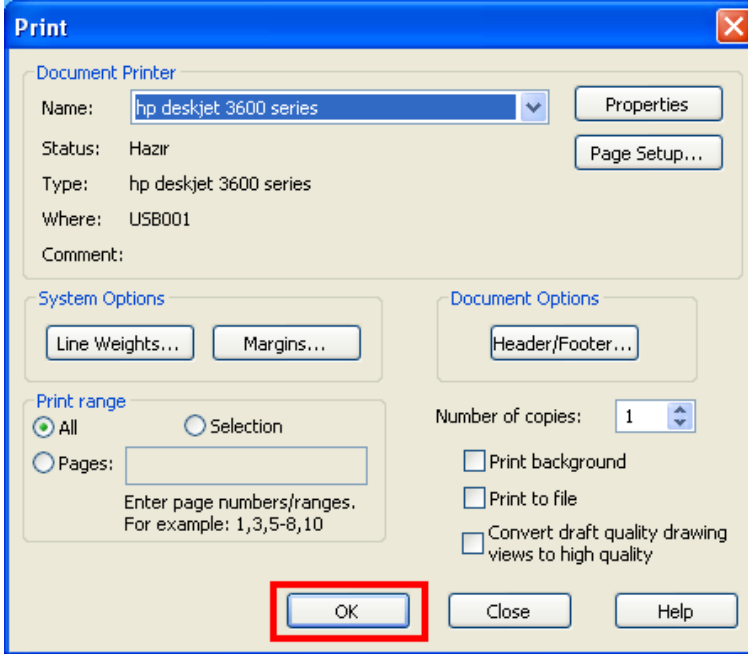 Print
Document Printer
Name: hp deskjet 3600 series Properties
Status: Hazır Page Setup...
Type: hp deskjet 3600 series
Where: USB001
Comment:
System Options Document Options
Line Weights... Margins... Header/Footer...
Print range
All Selection Number of copies: 1
Pages: Print background
Enter page numbers/ranges. Print to file
For example: 1,3,5-8,10
Convert draft quality drawing
views to high quality
OK Close Help